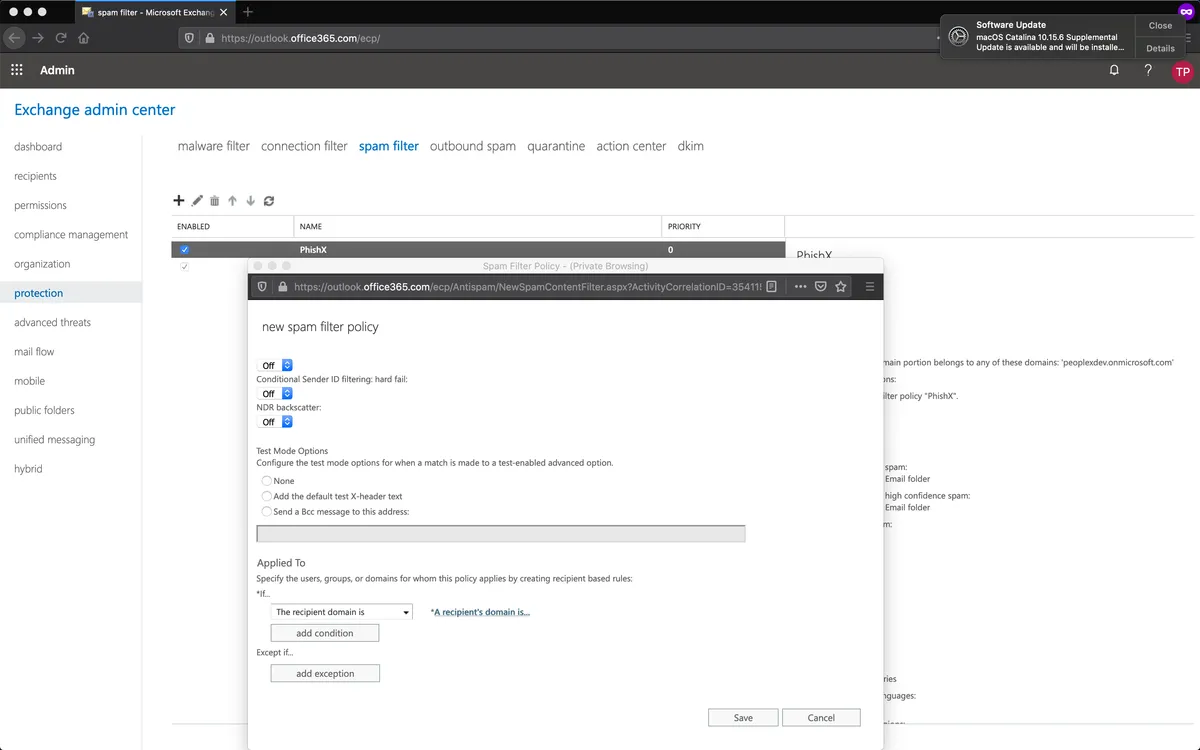 spam filter - Microsoft Exchang
Software Update
macOS Catalina 10.15.6 Supplemental
Update is available and will be installe...
Close
Details
https://outlook.office365.com/ecp/
Admin
TP
Exchange admin center
dashboard
recipients
permissions
compliance management
organization
protection
advanced threats
mail flow
mobile
public folders
unified messaging
hybrid
malware filter connection filter spam filter outbound spam quarantine action center dkim
ENABLED NAME PRIORITY
PhishX 0
PhishX
main portion belongs to any of these domains: 'peoplexdev.onmicrosoft.com'
ons:
ilter policy "PhishX".
spam:
Email folder
high confidence spam:
Email folder
m:
ries
nguages:
Spam Filter Policy - (Private Browsing)
https://outlook.office365.com/ecp/Antispam/NewSpamContentFilter.aspx?ActivityCorrelationID=35411
new spam filter policy
Off
Conditional Sender ID filtering: hard fail:
Off
NDR backscatter:
Off
Test Mode Options
Configure the test mode options for when a match is made to a test-enabled advanced option.
None
Add the default test X-header text
Send a Bcc message to this address:
Applied To
Specify the users, groups, or domains for whom this policy applies by creating recipient based rules:
*If...
The recipient domain is *A recipient's domain is...
add condition
Except if...
add exception
Save Cancel